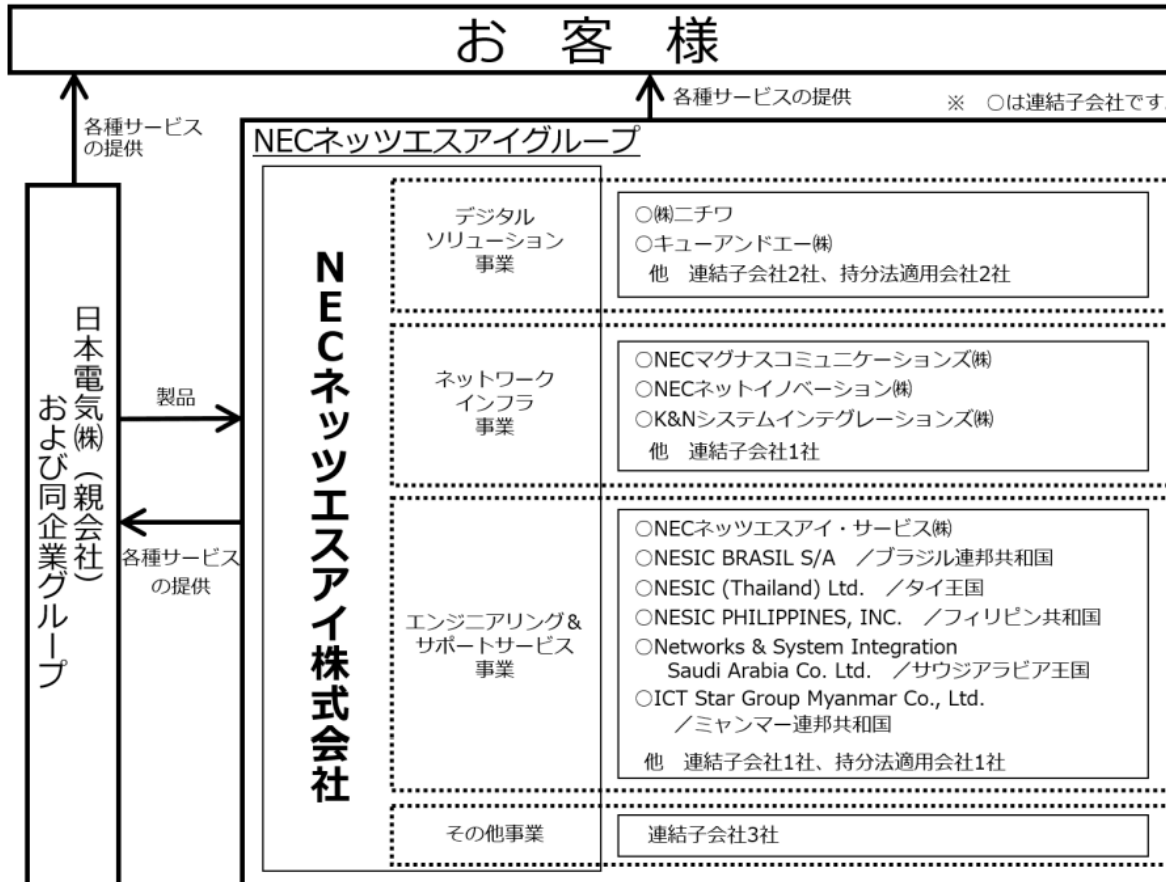 お 客 様
各種サービス
の提供
各種サービスの提供
※ ○は連結子会社です
NECネッツエスアイグループ
日本電気㈱（親会社）
および同企業グループ
製品
各種サービス
の提供
NECネッツエスアイ株式会社
デジタル
ソリューション
事業
○㈱ニチワ
○キューアンドエー㈱
他 連結子会社2社、持分法適用会社2社
ネットワーク
インフラ
事業
○NECマグナスコミュニケーションズ㈱
○NECネットイノベーション㈱
○K&Nシステムインテグレーションズ㈱
他 連結子会社1社
エンジニアリング&
サポートサービス
事業
○NECネッツエスアイ・サービス㈱
○NESIC BRASIL S/A ／ブラジル連邦共和国
○NESIC (Thailand) Ltd. ／タイ王国
○NESIC PHILIPPINES, INC. ／フィリピン共和国
○Networks & System Integration
Saudi Arabia Co. Ltd. ／サウジアラビア王国
○ICT Star Group Myanmar Co., Ltd.
／ミャンマー連邦共和国
他 連結子会社1社、持分法適用会社1社
その他事業
連結子会社3社